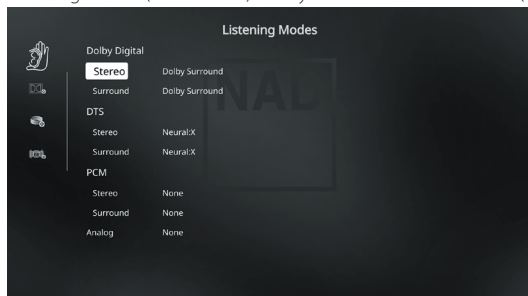 Listening Modes
Dolby Digital
Stereo Dolby Surround
Surround Dolby Surround
DTS
Stereo Neural:X
Surround Neural:X
PCM
Stereo None
Surround None
Analog None
NAD